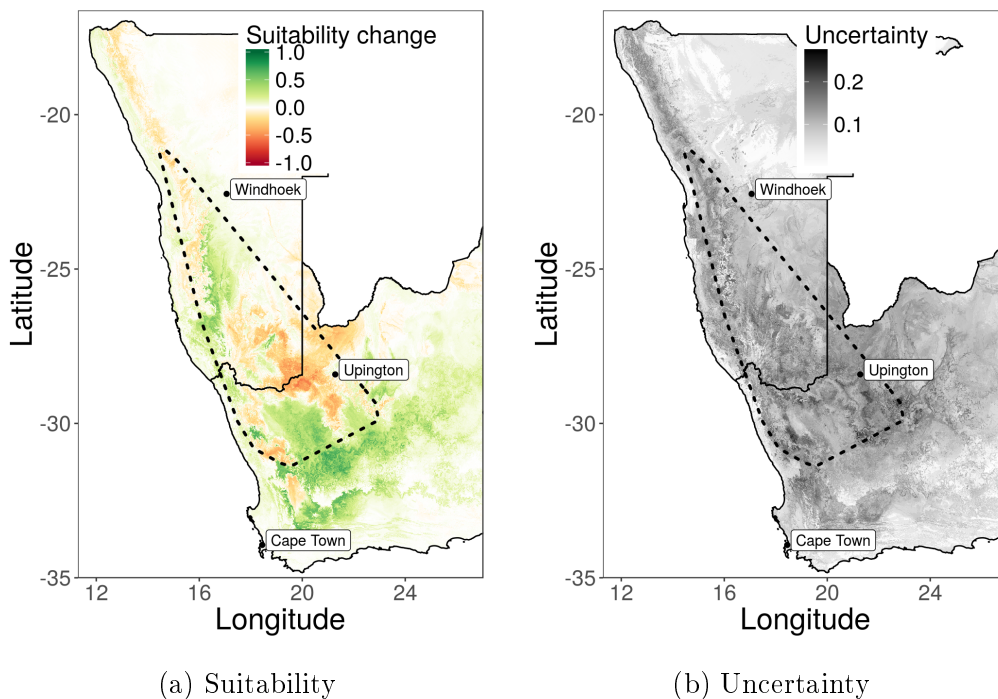 Suitability change
1.0
0.5
0.0
-0.5
-1.0
-20
-25
-30
-35
Latitude
Windhoek
Upington
Cape Town
12
16
20
24
Longitude
(a) Suitability
Uncertainty
0.2
0.1
-20
-25
-30
-35
Latitude
Windhoek
Upington
Cape Town
12
16
20
24
Longitude
(b) Uncertainty